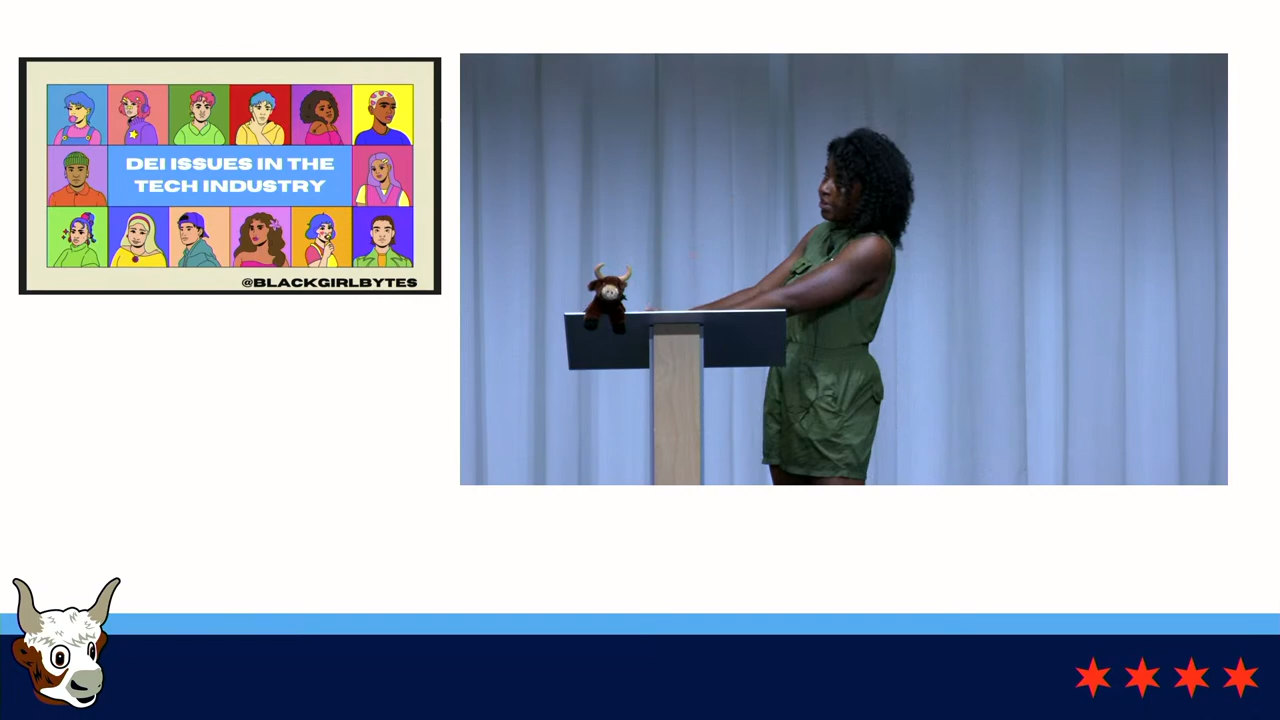 DEI ISSUES IN THE
TECH INDUSTRY
@BLACKGIRLBYTES